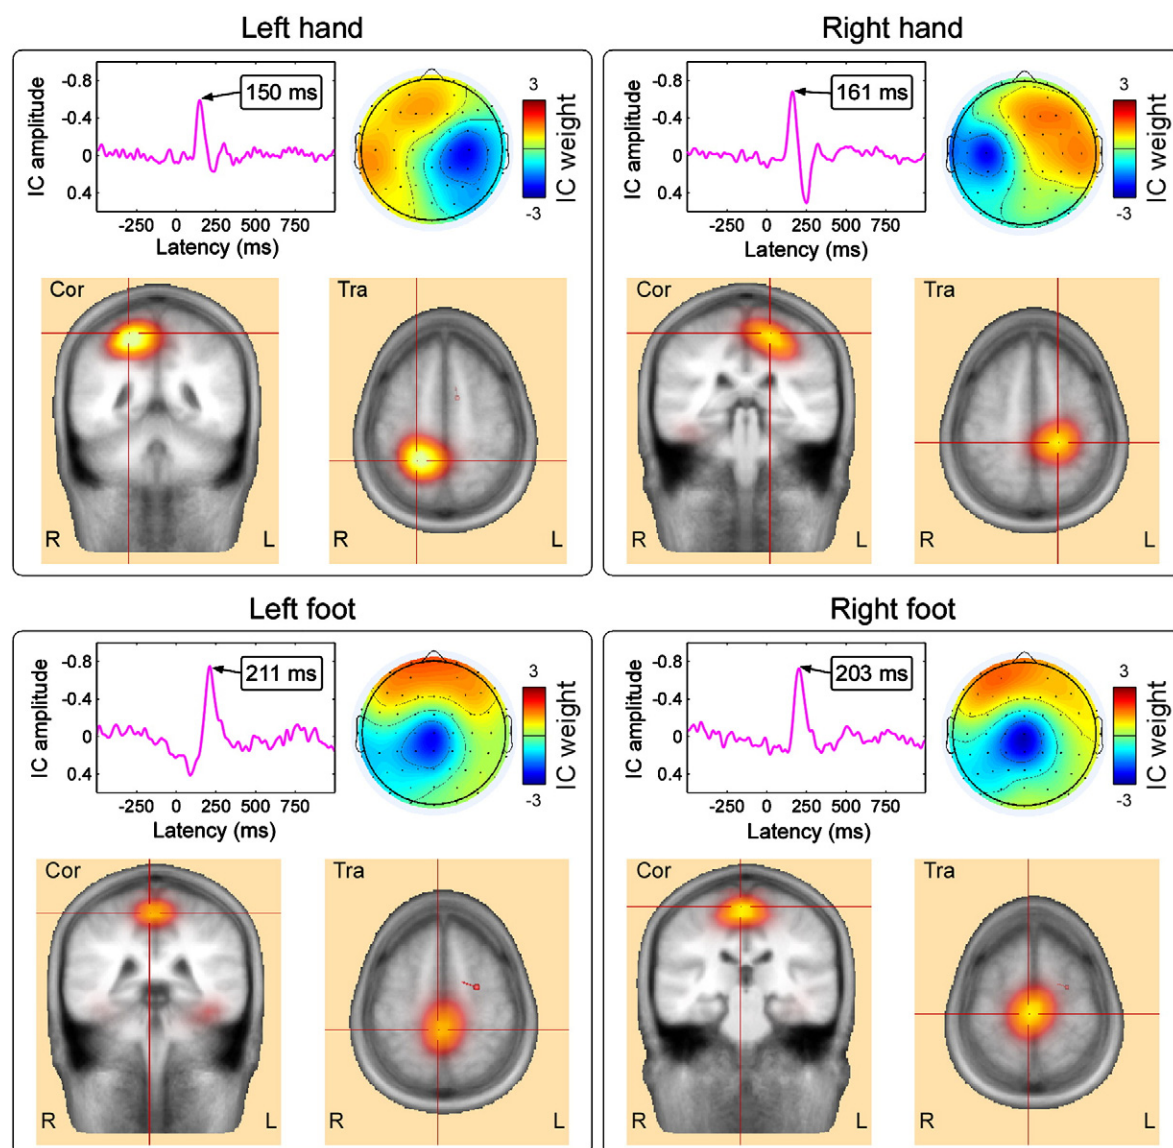 Left hand
-0.8
-0.4
0
0.4
IC amplitude
150 ms
-250 0 250 500 750
Latency (ms)
3
-3
IC weight
Cor
R L
Tra
R L
Right hand
-0.8
-0.4
0
0.4
IC amplitude
161 ms
-250 0 250 500 750
Latency (ms)
3
-3
IC weight
Cor
R L
Tra
R L
Left foot
-0.8
-0.4
0
0.4
IC amplitude
211 ms
-250 0 250 500 750
Latency (ms)
3
-3
IC weight
Cor
R L
Tra
R L
Right foot
-0.8
-0.4
0
0.4
IC amplitude
203 ms
-250 0 250 500 750
Latency (ms)
3
-3
IC weight
Cor
R L
Tra
R L